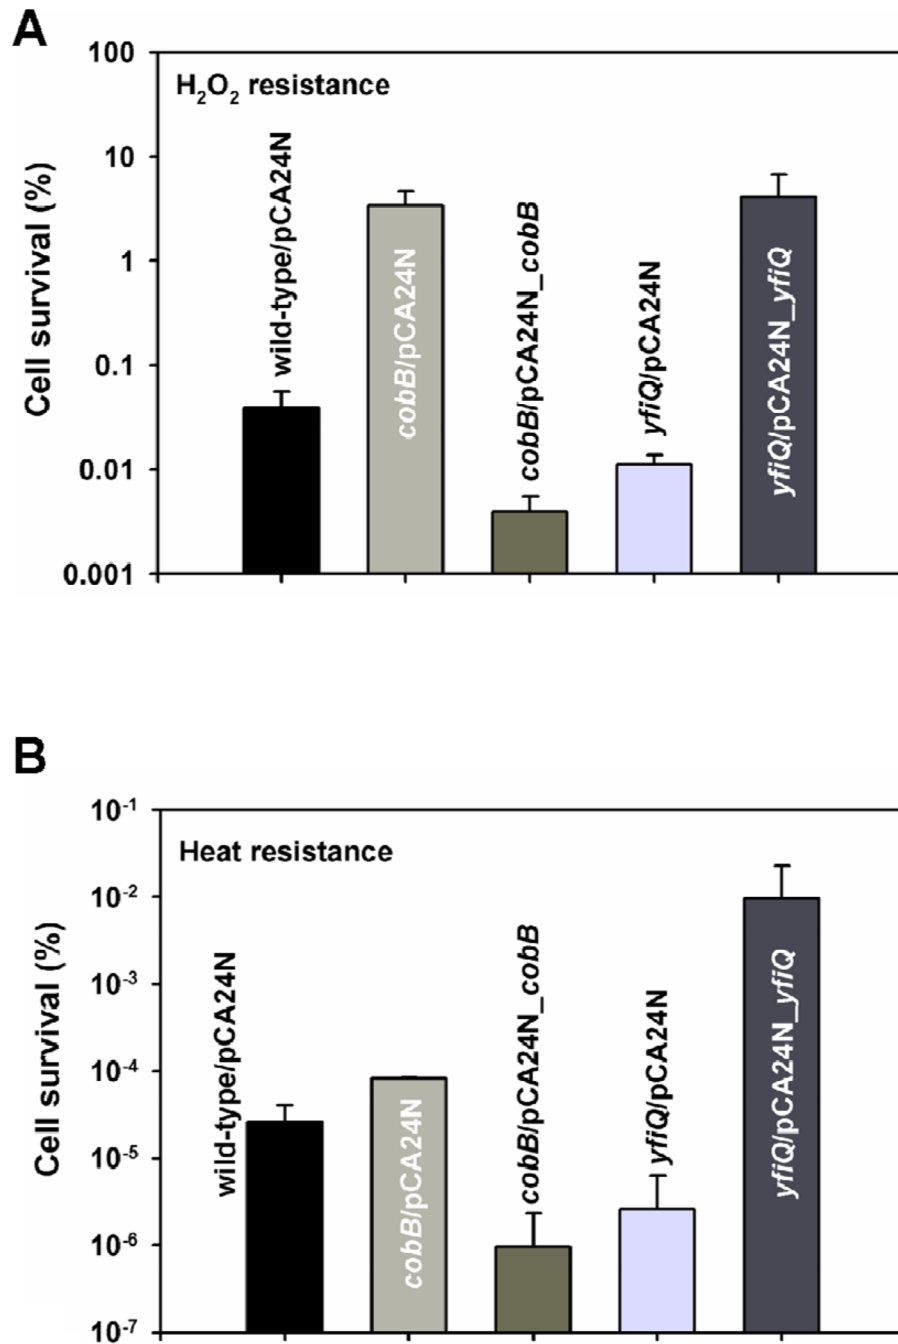 A
H₂O₂ resistance
Cell survival (%)
100
10
1
0.1
0.01
0.001
wild-type/pCA24N
cobB/pCA24N
cobB/pCA24N_cobB
yfiQ/pCA24N
yfiQ/pCA24N_yfiQ
B
Heat resistance
Cell survival (%)
10⁻¹
10⁻²
10⁻³
10⁻⁴
10⁻⁵
10⁻⁶
10⁻⁷
wild-type/pCA24N
cobB/pCA24N
cobB/pCA24N_cobB
yfiQ/pCA24N
yfiQ/pCA24N_yfiQ